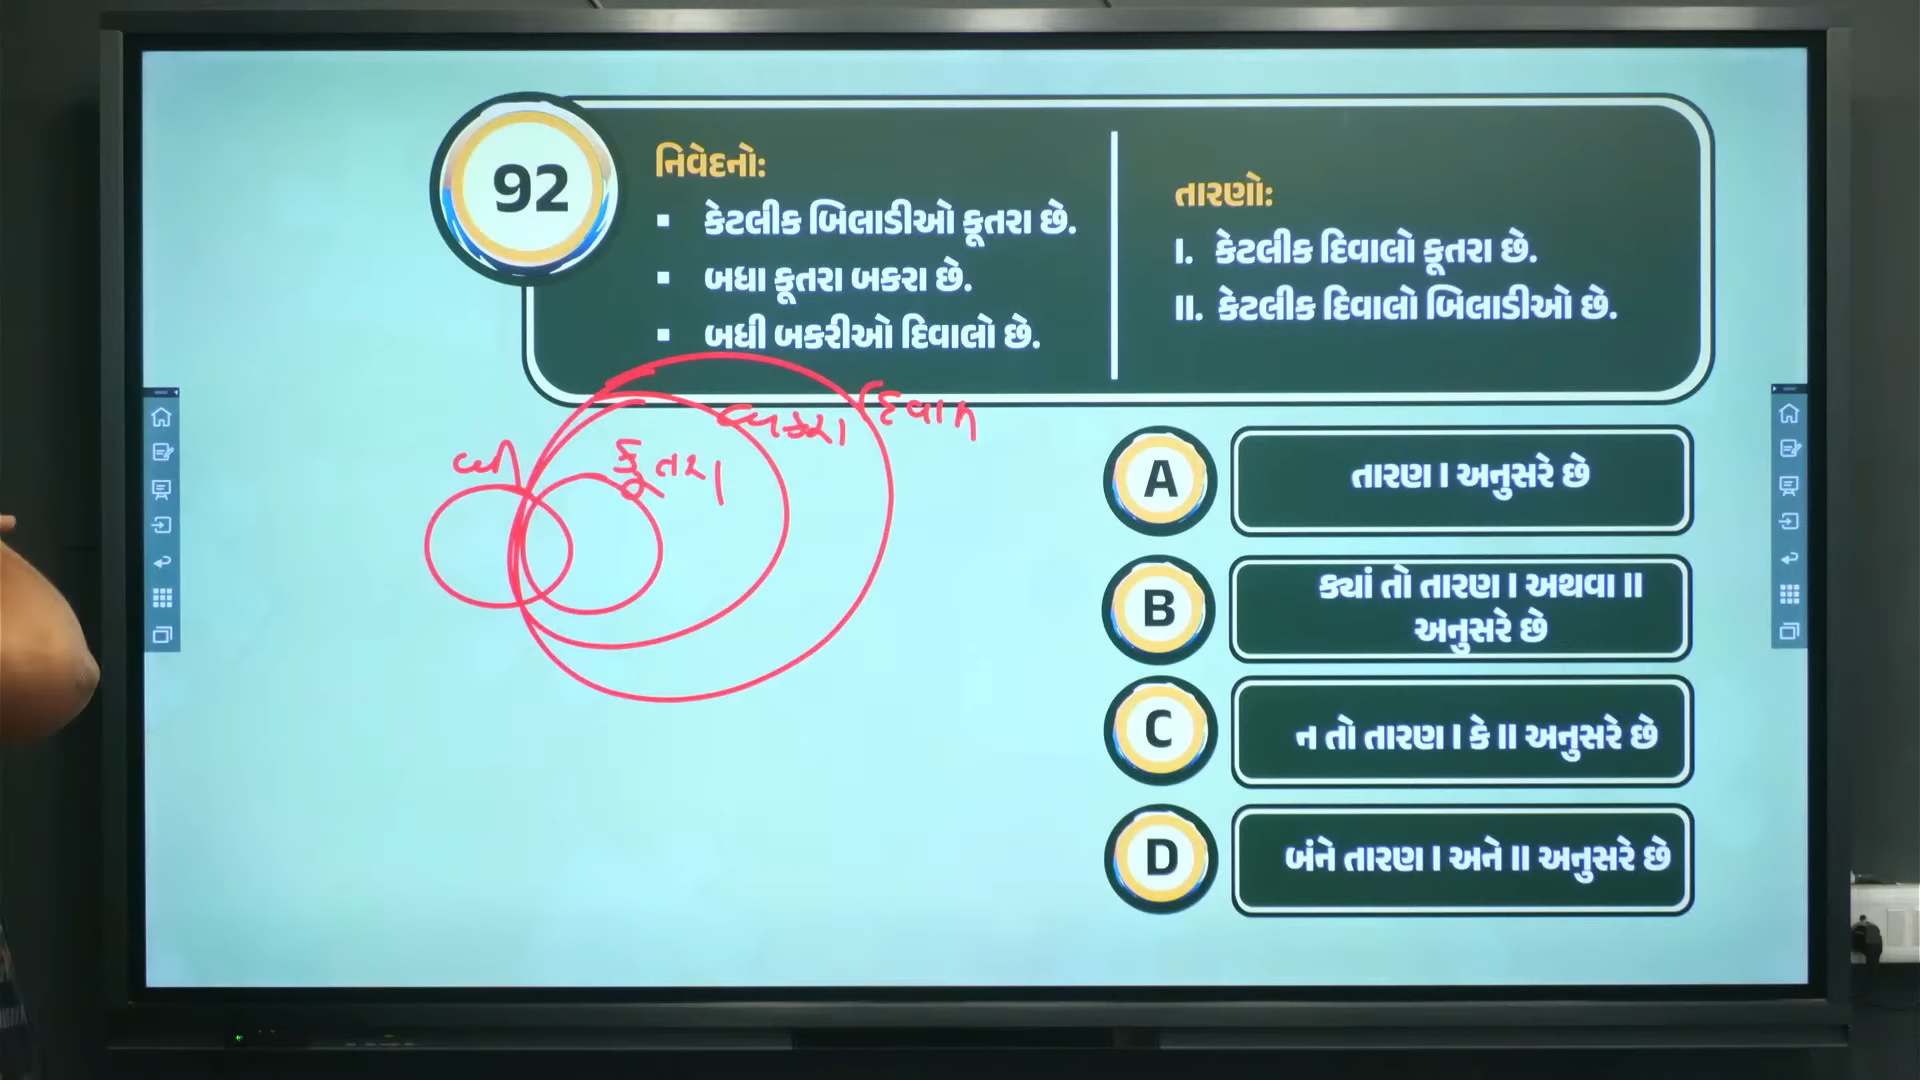 92
નિવેદનો:
▪ કેટલીક બિલાડીઓ કૂતરા છે.
▪ બધા કૂતરા બકરા છે.
▪ બધી બકરીઓ દિવાલો છે.
તારણો:
I. કેટલીક દિવાલો કૂતરા છે.
II. કેટલીક દિવાલો બિલાડીઓ છે.
કૂતરા
બકરા
દિવાલ
A તારણ I અનુસરે છે
B ક્યાં તો તારણ I અથવા II
અનુસરે છે
C ન તો તારણ I કે II અનુસરે છે
D બંને તારણ I અને II અનુસરે છે